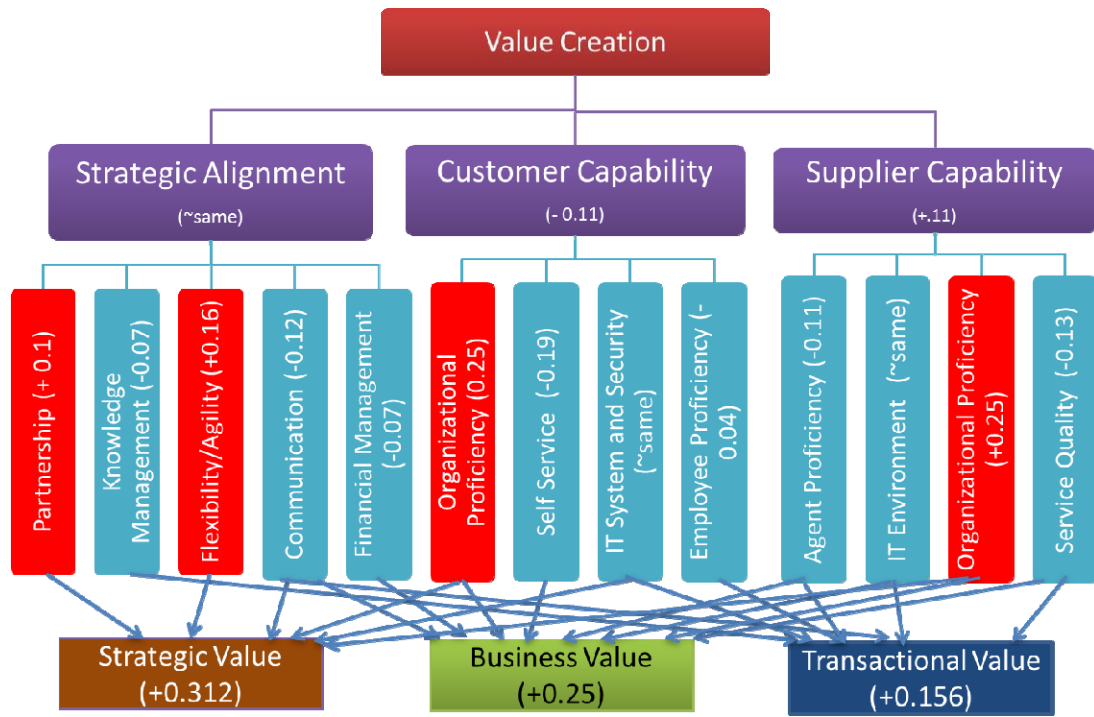 Value Creation
Strategic Alignment
(~same)
Customer Capability
(- 0.11)
Supplier Capability
(+.11)
Partnership (+ 0.1)
Knowledge
Management (-0.07)
Flexibility/Agility (+0.16)
Communication (-0.12)
Financial Management
(-0.07)
Organizational
Proficiency (0.25)
Self Service (-0.19)
IT System and Security
(~same)
Employee Proficiency (-
0.04)
Agent Proficiency (-0.11)
IT Environment (~same)
Organizational Proficiency
(+0.25)
Service Quality (-0.13)
Strategic Value
(+0.312)
Business Value
(+0.25)
Transactional Value
(+0.156)